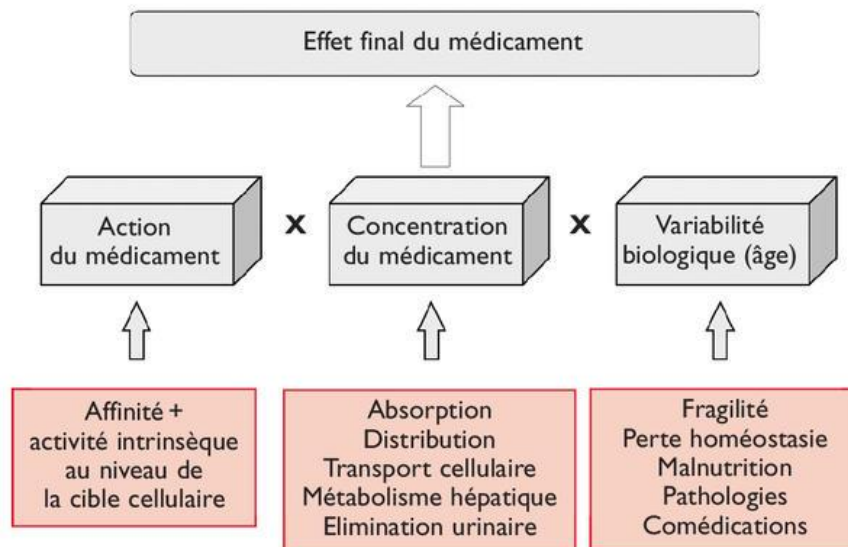 Effet final du médicament
Action
du médicament
x
Concentration
du médicament
x
Variabilité
biologique (âge)
Affinité +
activité intrinsèque
au niveau de
la cible cellulaire
Absorption
Distribution
Transport cellulaire
Métabolisme hépatique
Elimination urinaire
Fragilité
Perte homéostasie
Malnutrition
Pathologies
Comédications